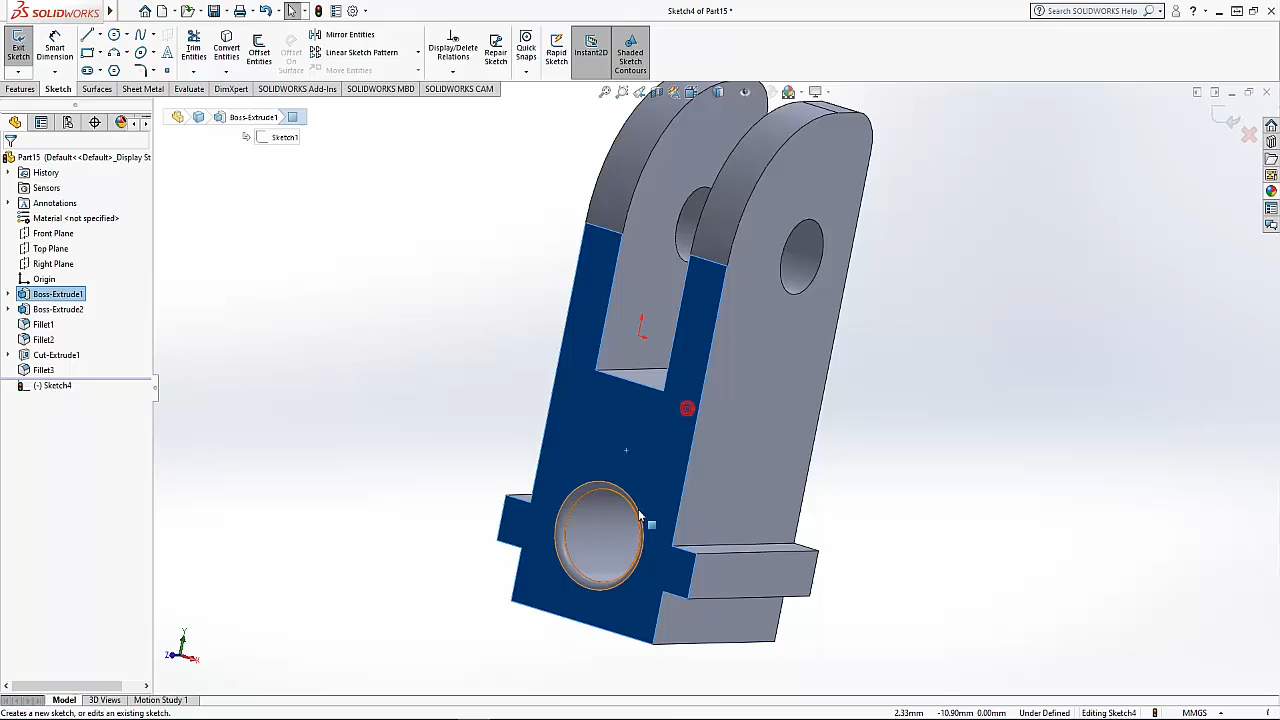 SOLIDWORKS
Sketch4 of Part15 *
Search SOLIDWORKS Help
Exit Sketch
Smart Dimension
Trim Entities
Convert Entities
Offset Entities
Offset On Surface
Mirror Entities
Linear Sketch Pattern
Move Entities
Display/Delete Relations
Repair Sketch
Quick Snaps
Rapid Sketch
Instant2D
Shaded Sketch Contours
Features
Sketch
Surfaces
Sheet Metal
Evaluate
DimXpert
SOLIDWORKS Add-Ins
SOLIDWORKS MBD
SOLIDWORKS CAM
Boss-Extrude1
Sketch1
Part15 (Default<<Default>_Display St
History
Sensors
Annotations
Material <not specified>
Front Plane
Top Plane
Right Plane
Origin
Boss-Extrude1
Boss-Extrude2
Fillet1
Fillet2
Cut-Extrude1
Fillet3
(-) Sketch4
Y
Z
X
Model
3D Views
Motion Study 1
Creates a new sketch, or edits an existing sketch.
2.33mm
-10.90mm
0.00mm
Under Defined
Editing Sketch4
MMGS